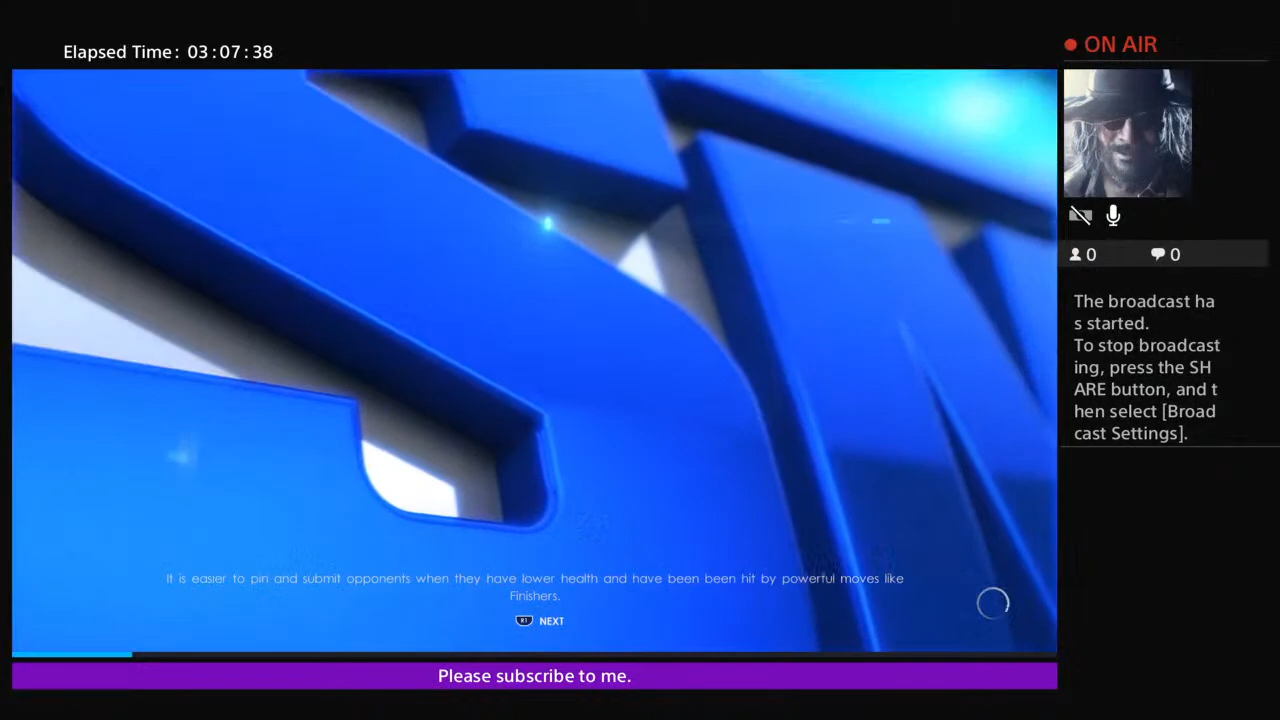 Elapsed Time: 03:07:38
ON AIR
0
0
The broadcast ha
s started.
To stop broadcast
ing, press the SH
ARE button, and t
hen select [Broad
cast Settings].
It is easier to pin and submit opponents when they have lower health and have been been hit by powerful moves like
Finishers.
R1 NEXT
Please subscribe to me.